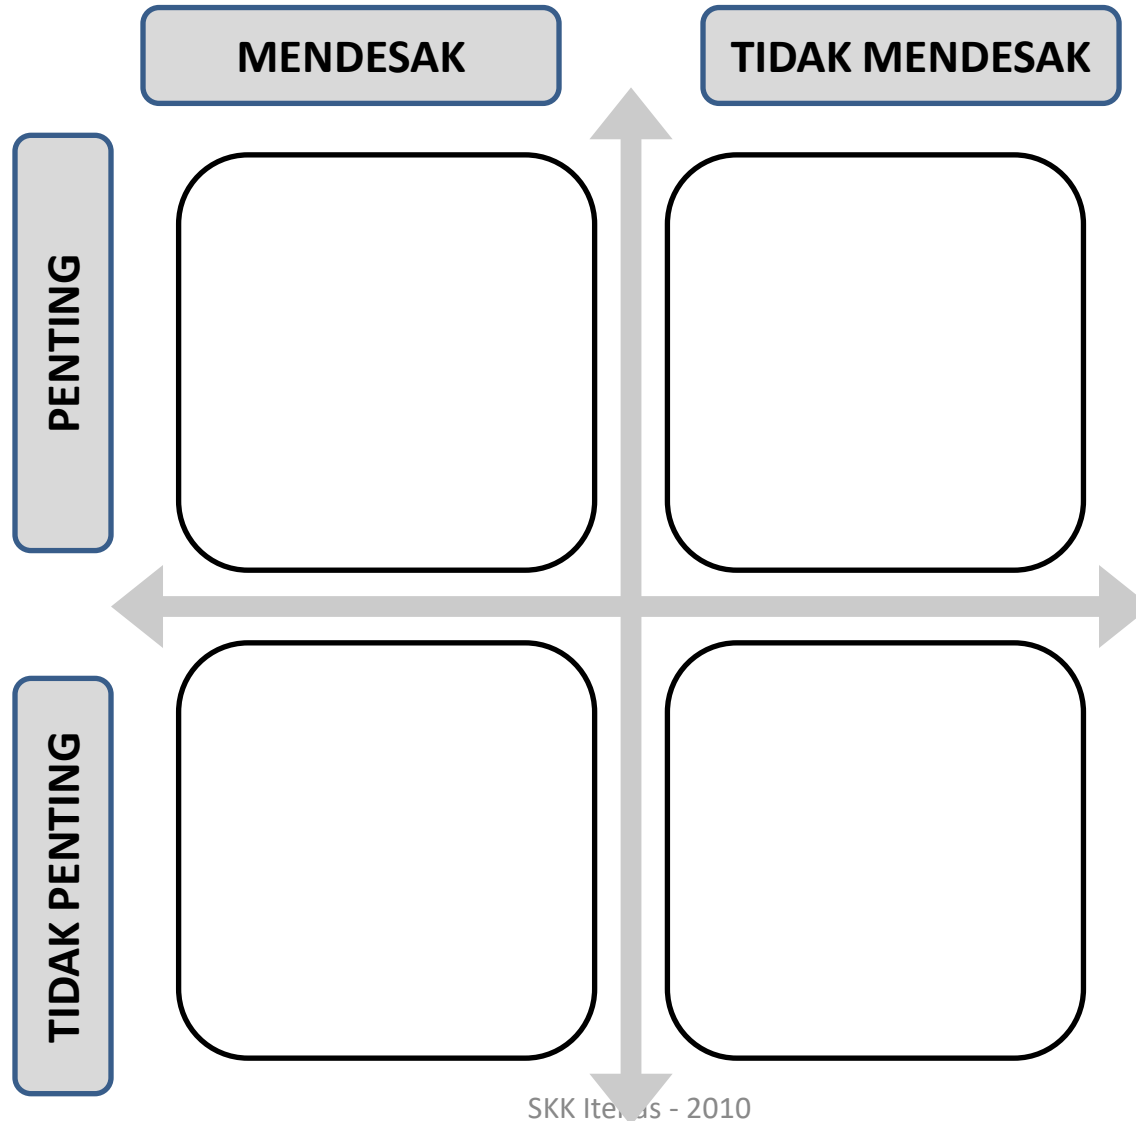 MENDESAK
TIDAK MENDESAK
PENTING
TIDAK PENTING
SKK - 2010